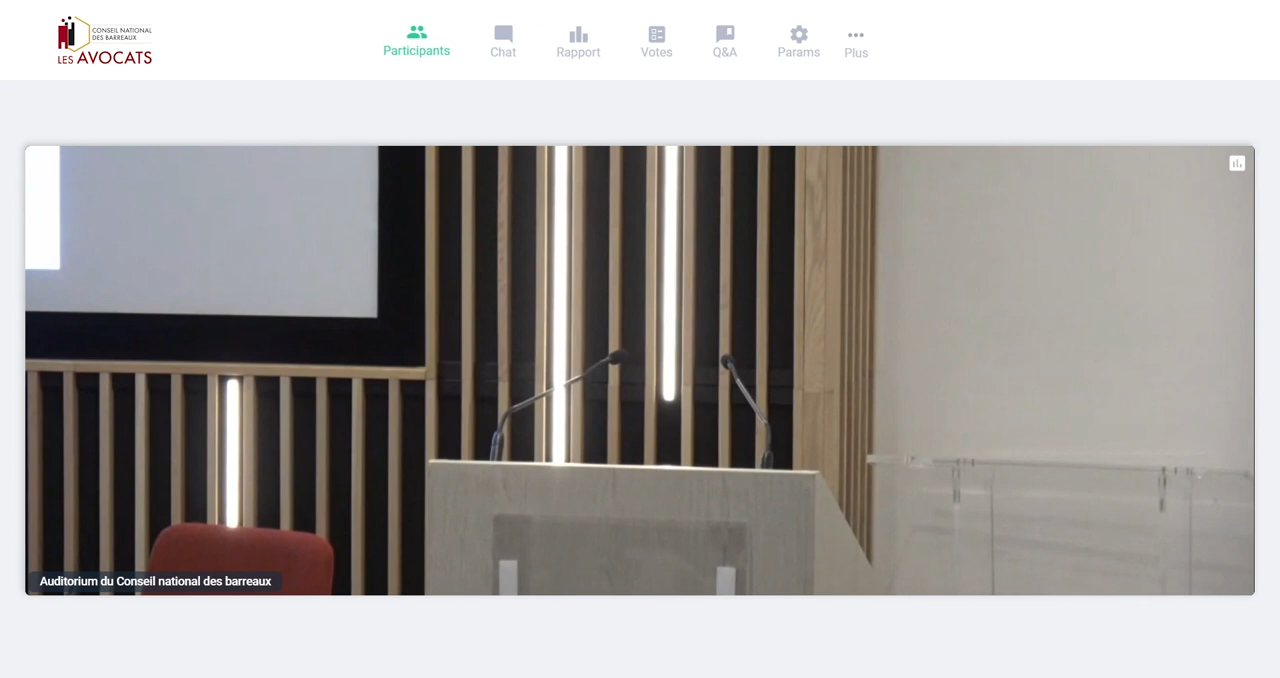 CONSEIL NATIONAL
DES BARREAUX
LES AVOCATS
Participants
Chat
Rapport
Votes
Q&A
Params
Plus
Auditorium du Conseil national des barreaux